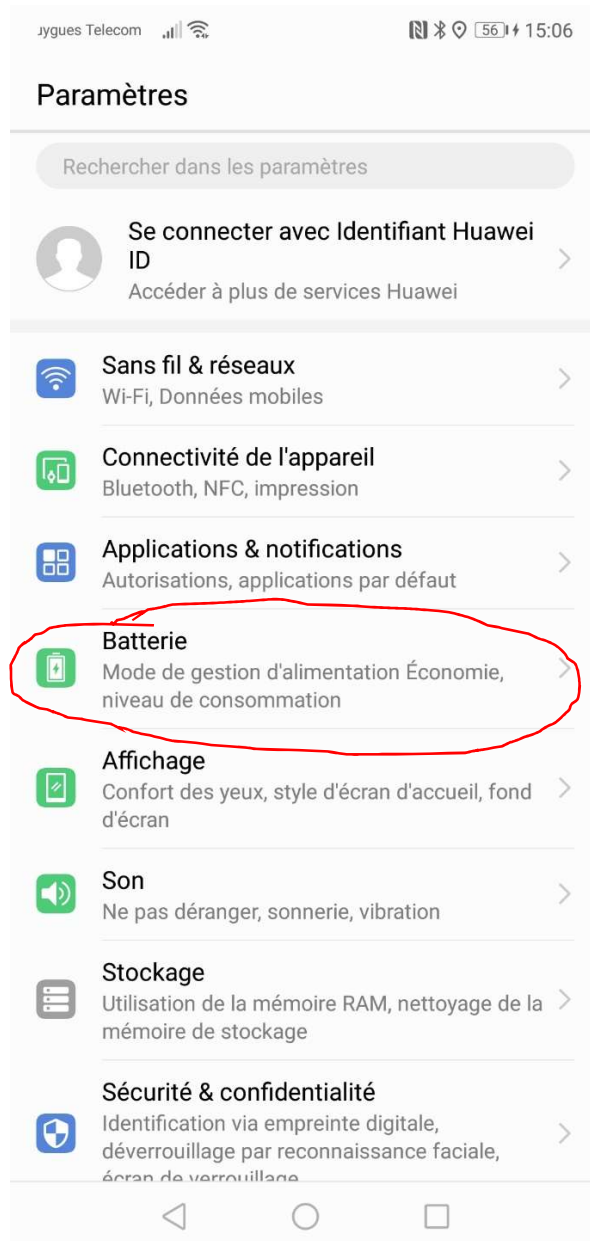 uygues Telecom 56 15:06
Paramètres
Rechercher dans les paramètres
Se connecter avec Identifiant Huawei
ID
Accéder à plus de services Huawei
Sans fil & réseaux
Wi-Fi, Données mobiles
Connectivité de l'appareil
Bluetooth, NFC, impression
Applications & notifications
Autorisations, applications par défaut
Batterie
Mode de gestion d'alimentation Économie,
niveau de consommation
Affichage
Confort des yeux, style d'écran d'accueil, fond
d'écran
Son
Ne pas déranger, sonnerie, vibration
Stockage
Utilisation de la mémoire RAM, nettoyage de la
mémoire de stockage
Sécurité & confidentialité
Identification via empreinte digitale,
déverrouillage par reconnaissance faciale,
écran de verrouillage